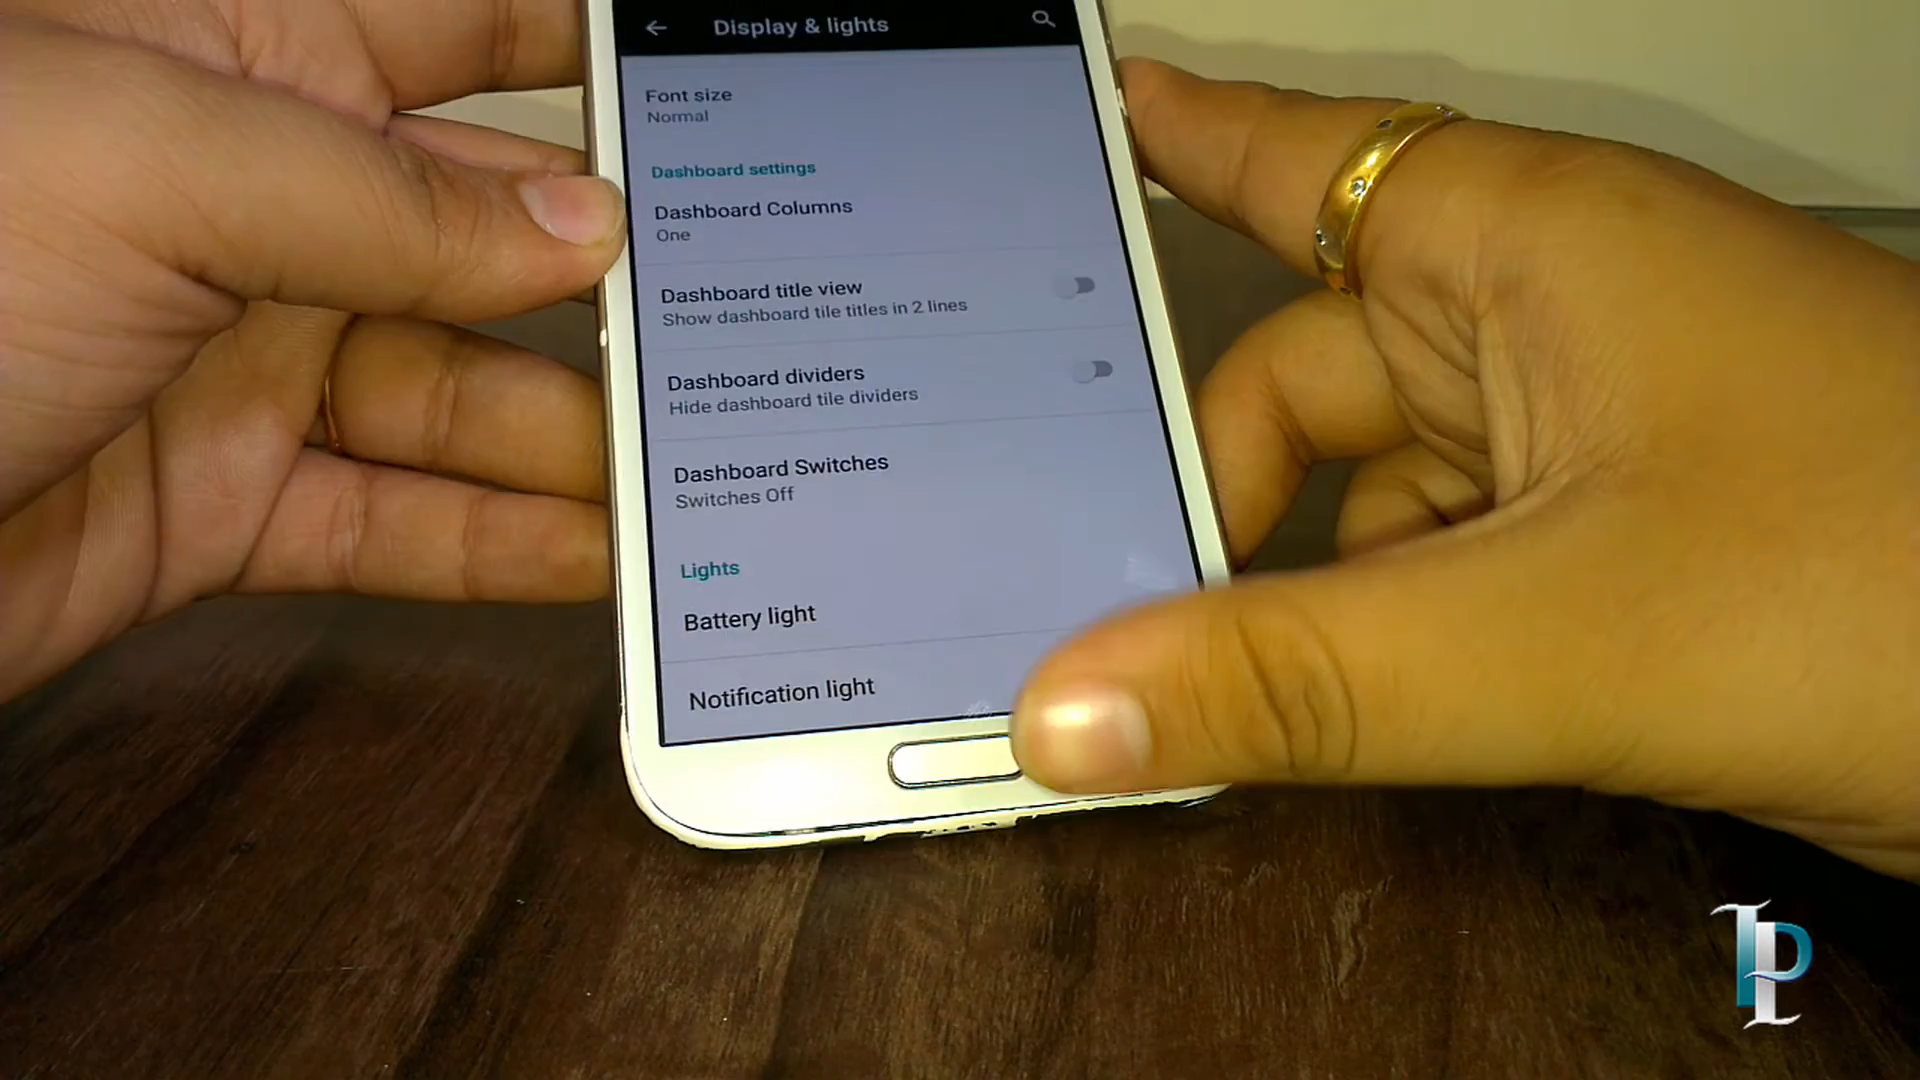 Display & lights
Font size
Normal
Dashboard settings
Dashboard Columns
One
Dashboard title view
Show dashboard tile titles in 2 lines
Dashboard dividers
Hide dashboard tile dividers
Dashboard Switches
Switches Off
Lights
Battery light
Notification light